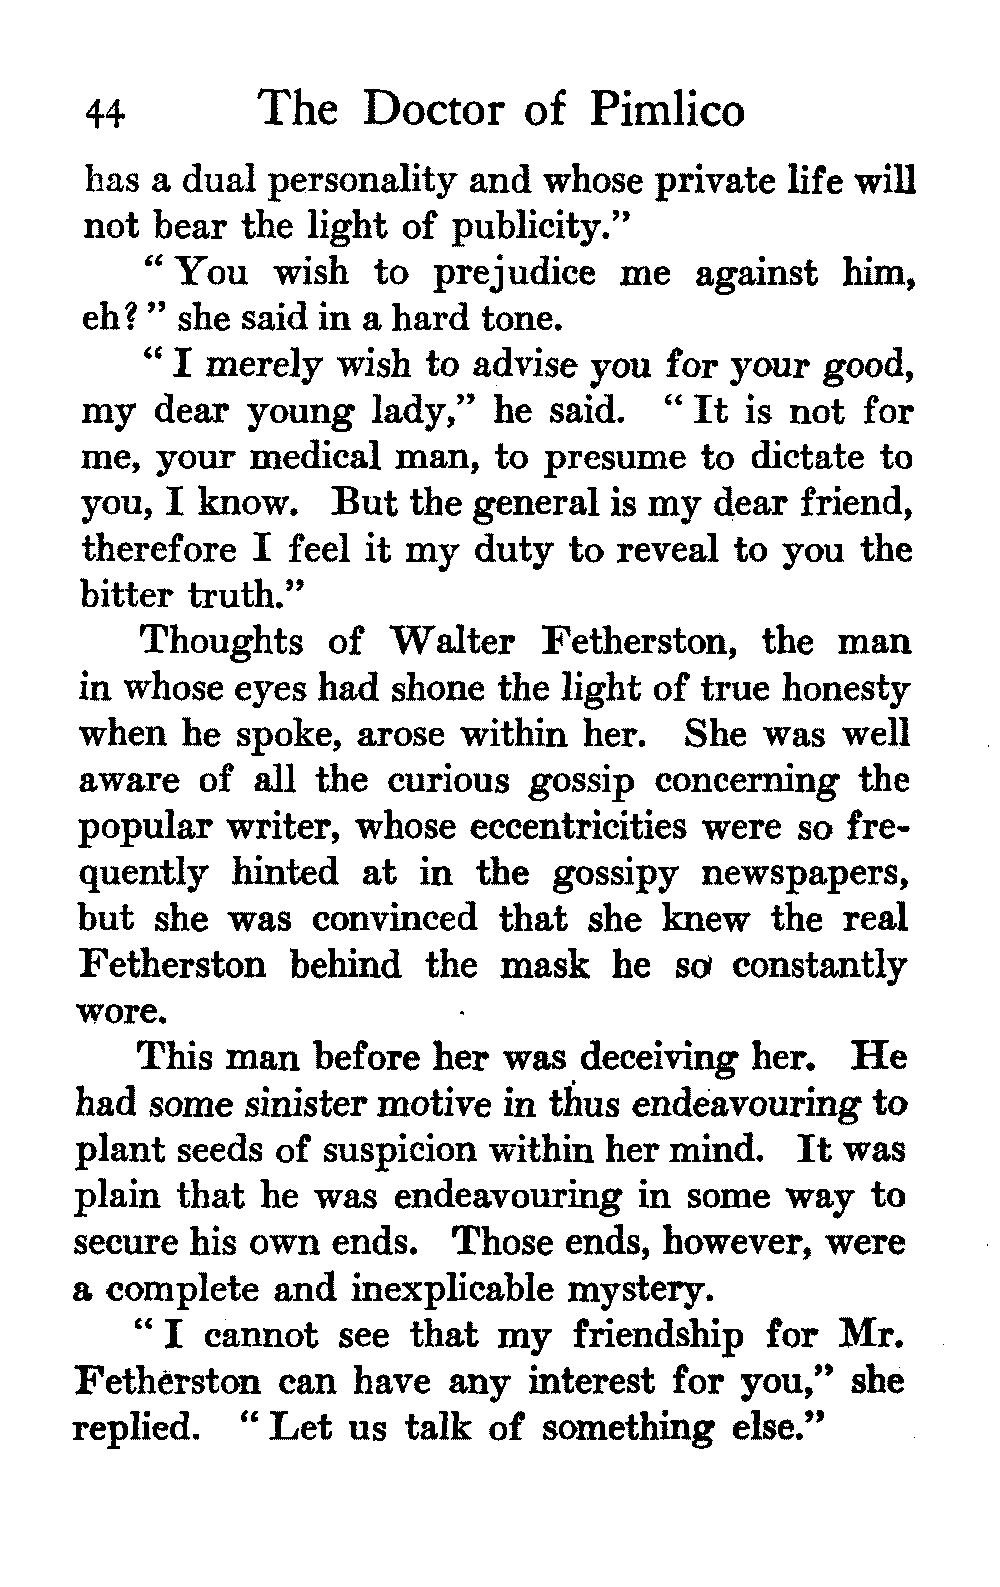 44 The Doctor of Pimlico
has a dual personality and whose private life will
not bear the light of publicity.”
“ You wish to prejudice me against him,
eh? ” she said in a hard tone.
“ I merely wish to advise you for your good,
my dear young lady,” he said. “ It is not for
me, your medical man, to presume to dictate to
you, I know. But the general is my dear friend,
therefore I feel it my duty to reveal to you the
bitter truth.”
Thoughts of Walter Fetherston, the man
in whose eyes had shone the light of true honesty
when he spoke, arose within her. She was well
aware of all the curious gossip concerning the
popular writer, whose eccentricities were so fre-
quently hinted at in the gossipy newspapers,
but she was convinced that she knew the real
Fetherston behind the mask he so constantly
wore.
This man before her was deceiving her. He
had some sinister motive in thus endeavouring to
plant seeds of suspicion within her mind. It was
plain that he was endeavouring in some way to
secure his own ends. Those ends, however, were
a complete and inexplicable mystery.
“ I cannot see that my friendship for Mr.
Fetherston can have any interest for you,” she
replied. “ Let us talk of something else.”